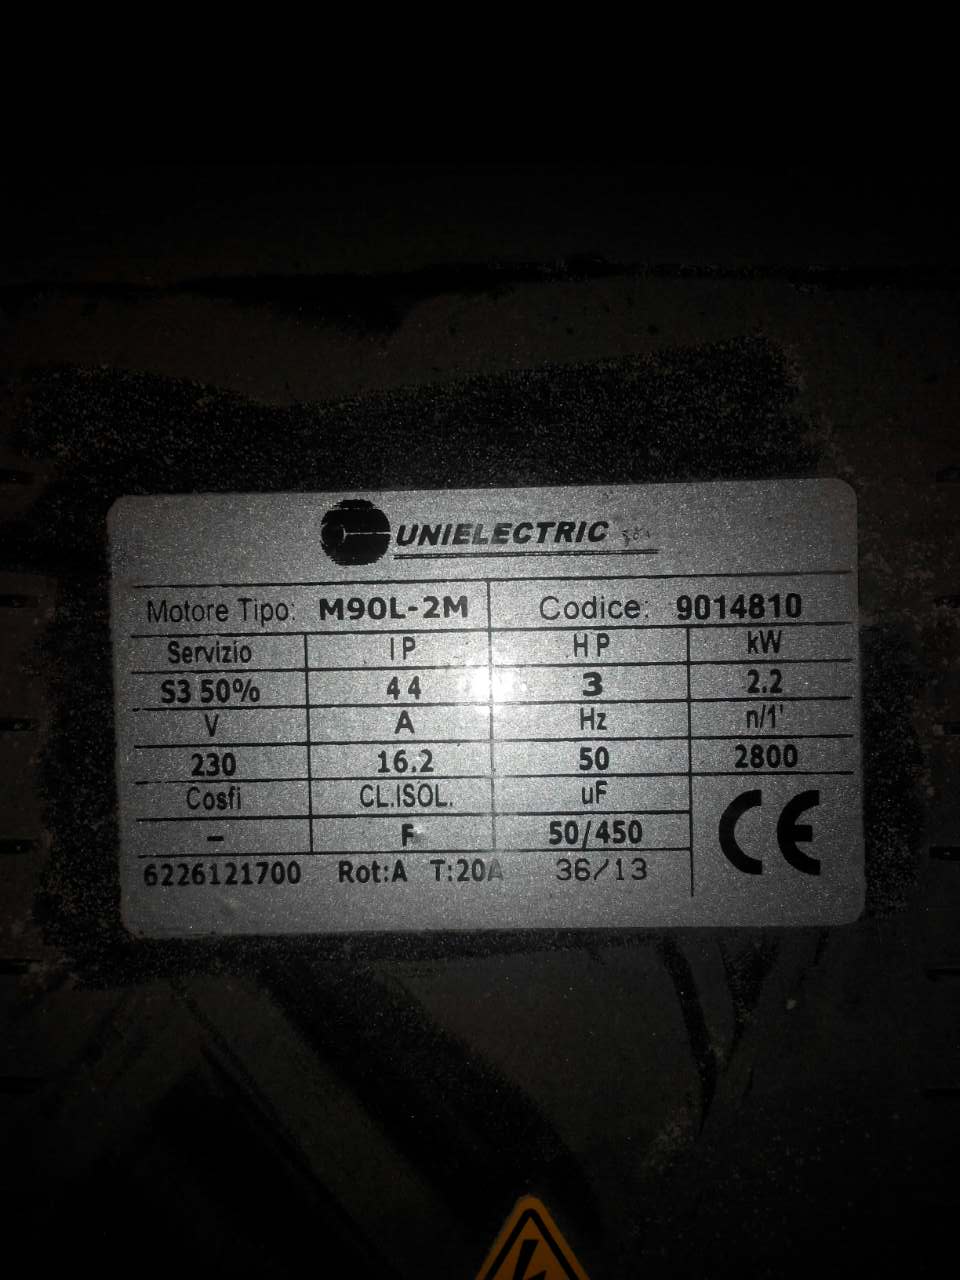 UNIELECTRIC
Motore Tipo: M90L-2M Codice: 9014810
Servizio IP HP kW
S3 50% 44 3 2.2
V A Hz n/1'
230 16.2 50 2800
Cosfi CL.ISOL. uF
– F 50/450 CE
6226121700 Rot:A T:20A 36/13